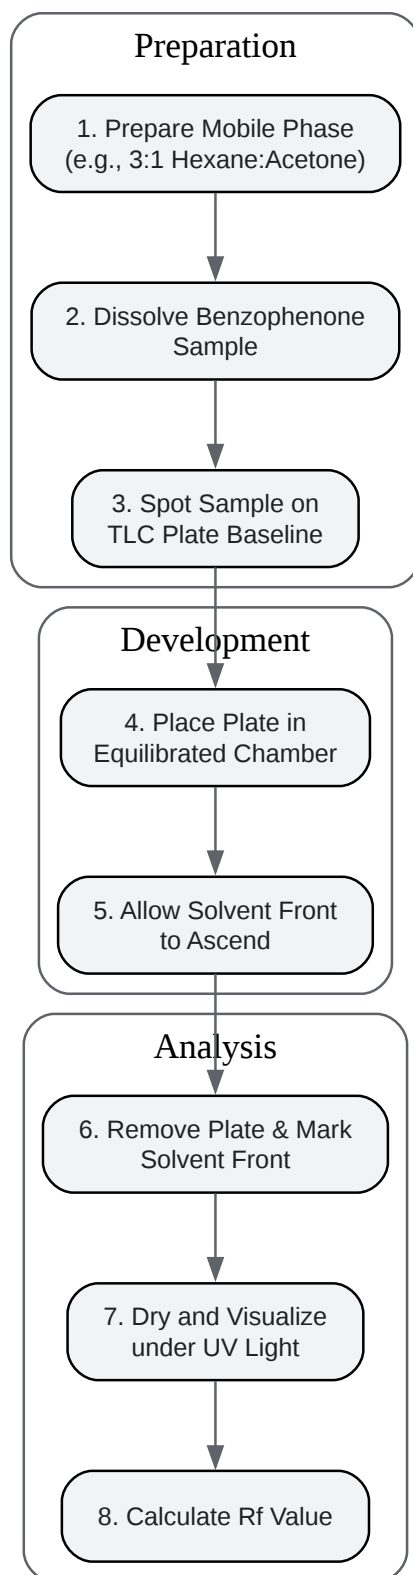 Preparation
1. Prepare Mobile Phase
(e.g., 3:1 Hexane:Acetone)
2. Dissolve Benzophenone
Sample
3. Spot Sample on
TLC Plate Baseline
Development
4. Place Plate in
Equilibrated Chamber
5. Allow Solvent Front
to Ascend
Analysis
6. Remove Plate & Mark
Solvent Front
7. Dry and Visualize
under UV Light
8. Calculate Rf Value